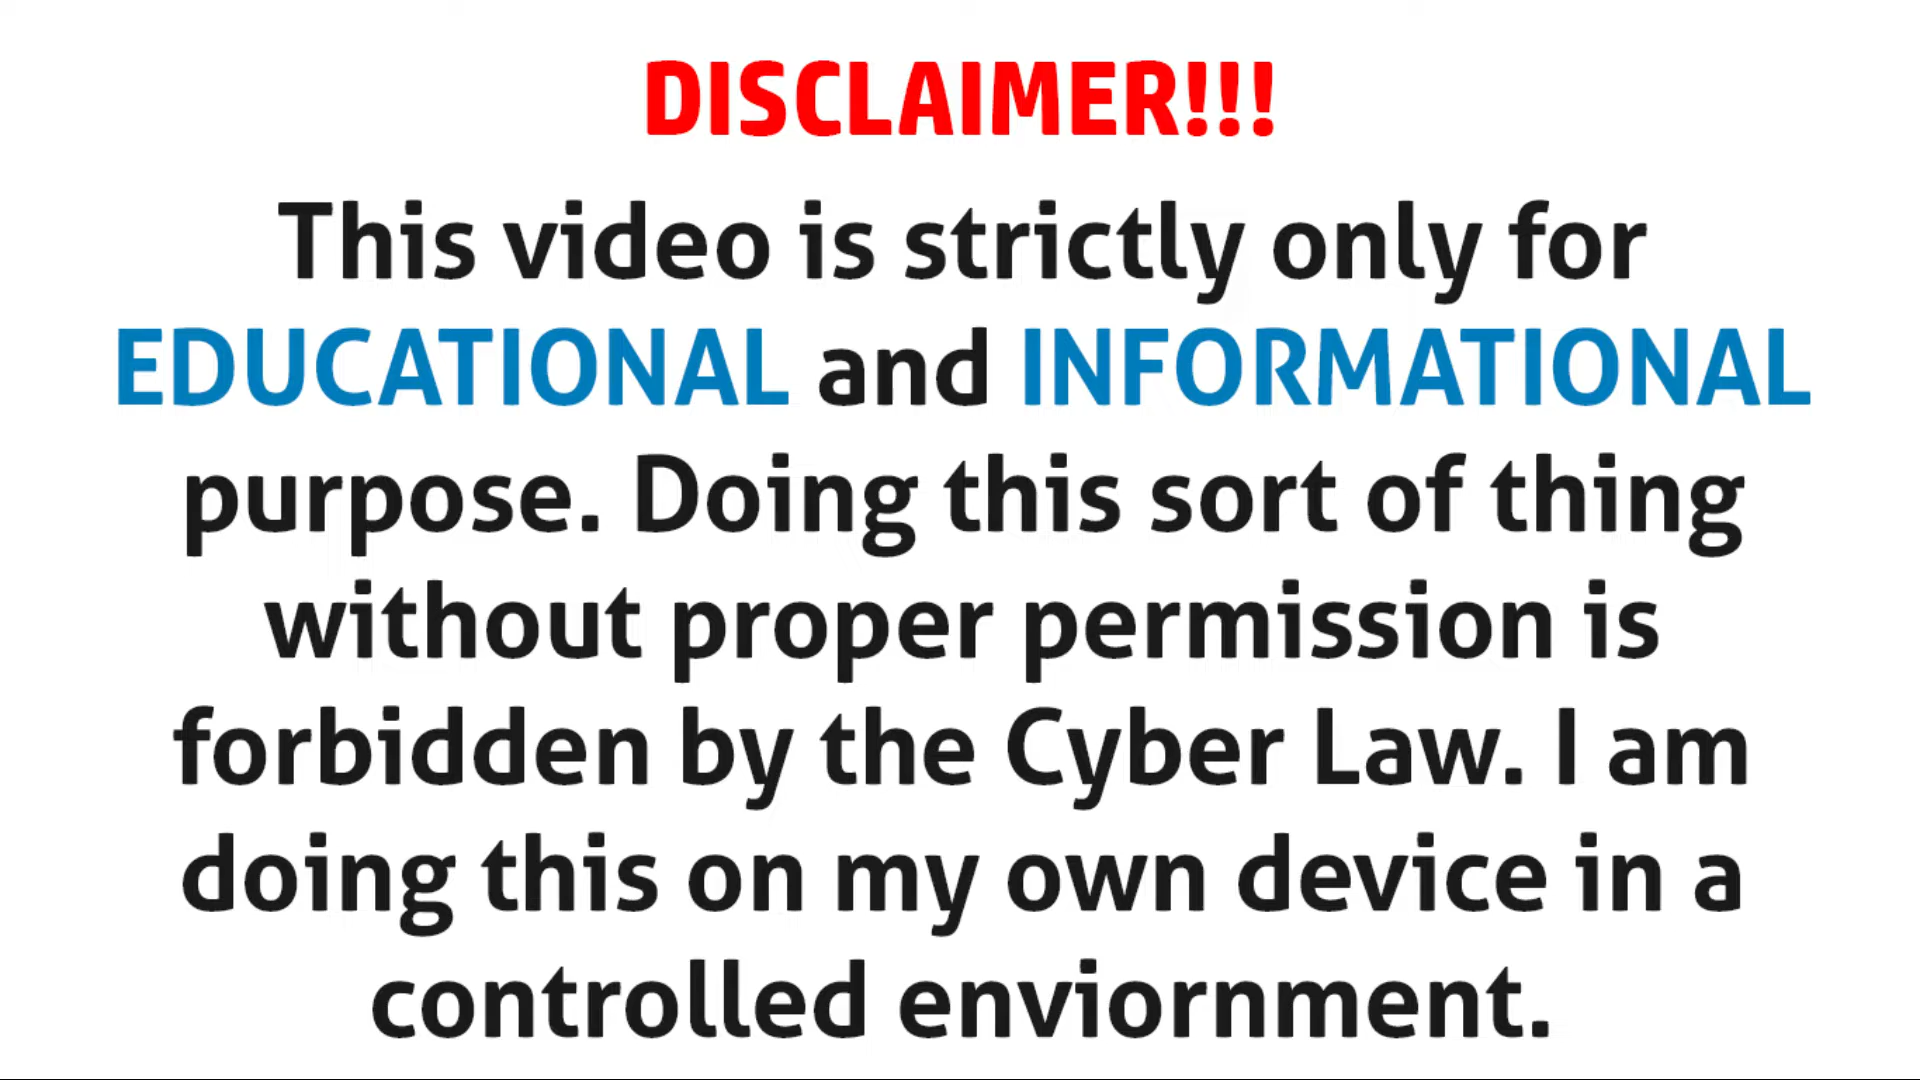 DISCLAIMER!!!
This video is strictly only for
EDUCATIONAL and INFORMATIONAL
purpose. Doing this sort of thing
without proper permission is
forbidden by the Cyber Law. I am
doing this on my own device in a
controlled enviornment.